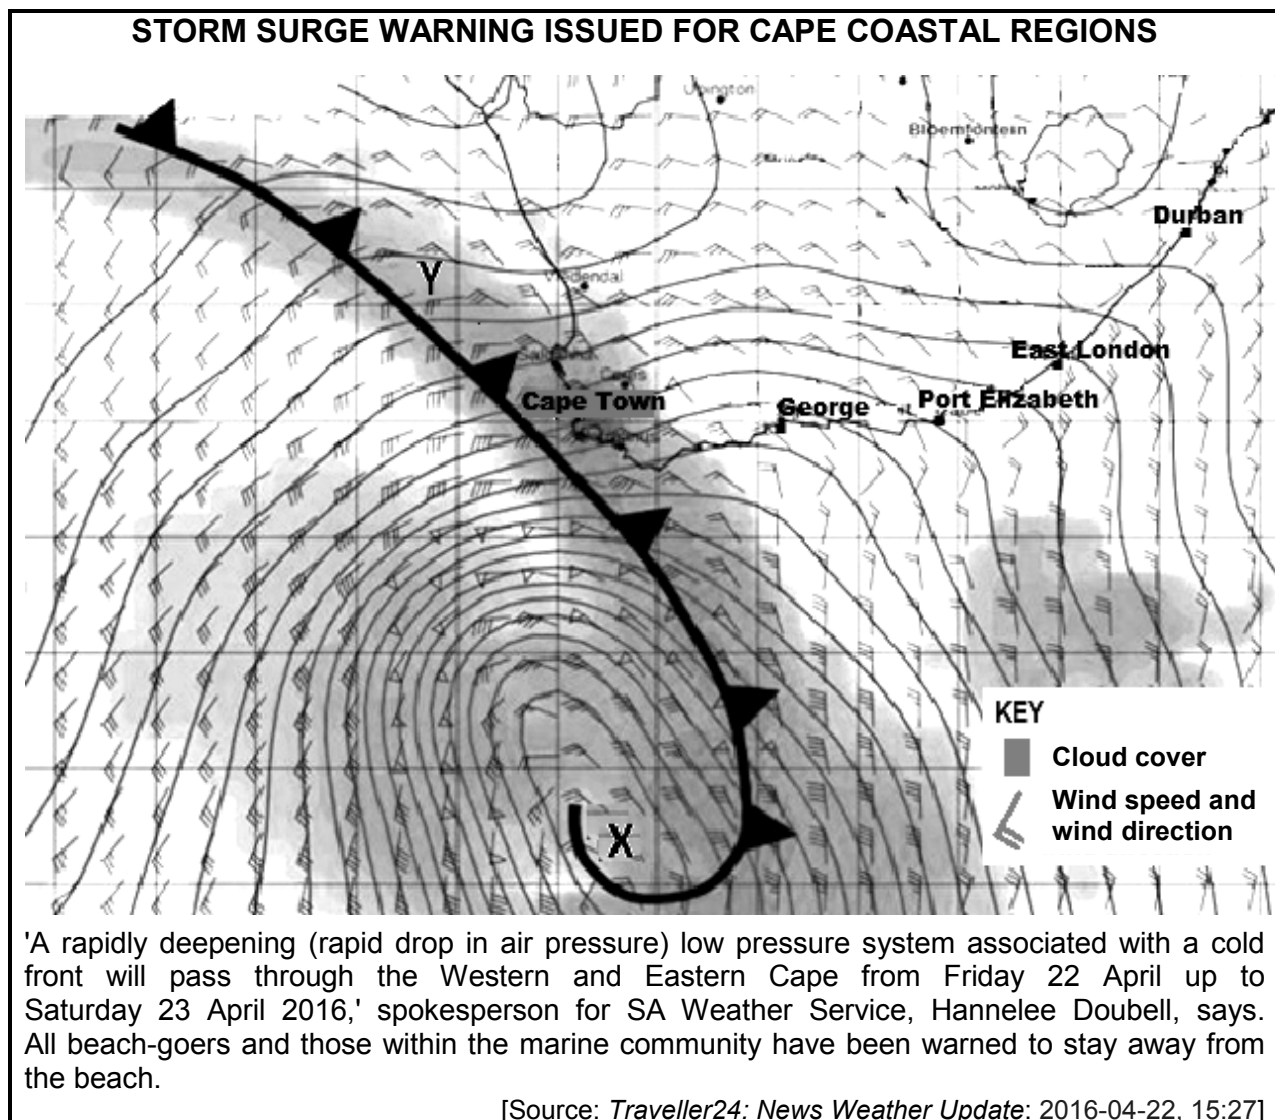 STORM SURGE WARNING ISSUED FOR CAPE COASTAL REGIONS
Upington
Bloemfontein
Durban
Y
Vredendal
East London
Cape Town
George
Port Elizabeth
KEY
Cloud cover
Wind speed and
wind direction
X
'A rapidly deepening (rapid drop in air pressure) low pressure system associated with a cold
front will pass through the Western and Eastern Cape from Friday 22 April up to
Saturday 23 April 2016,' spokesperson for SA Weather Service, Hannelee Doubell, says.
All beach-goers and those within the marine community have been warned to stay away from
the beach.
[Source: Traveller24: News Weather Update: 2016-04-22, 15:27]